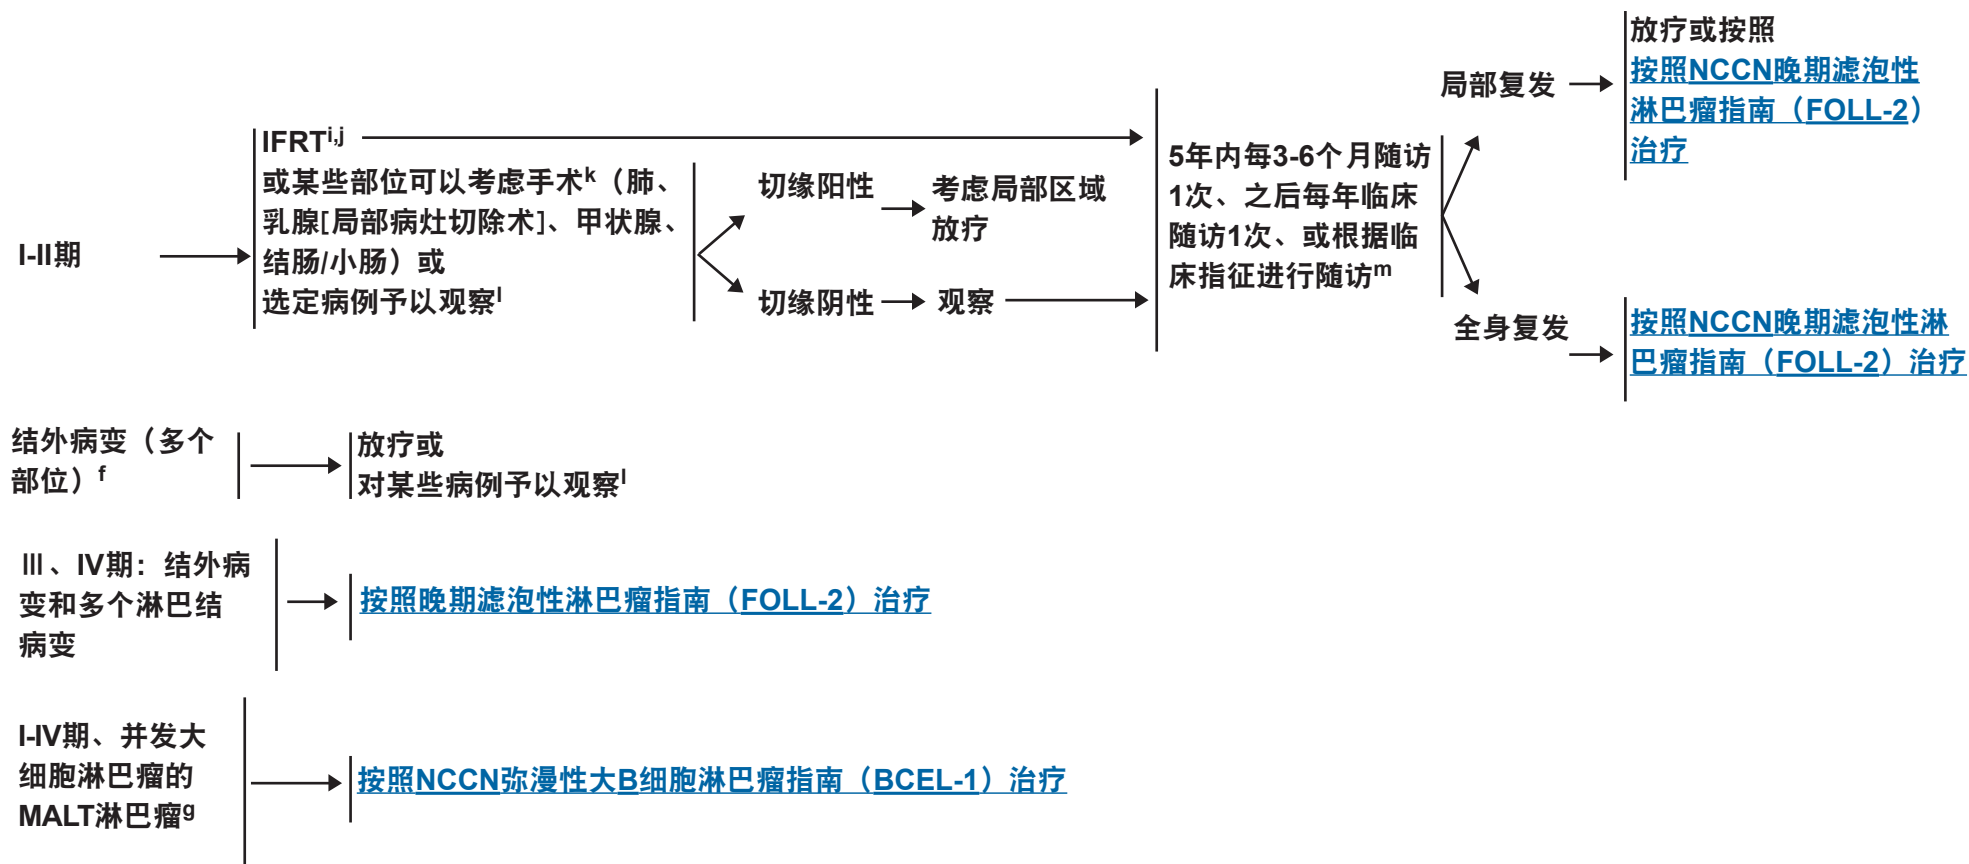 I-II期
IFRTi,j
或某些部位可以考虑手术k（肺、
乳腺[局部病灶切除术]、甲状腺、
结肠/小肠）或
选定病例予以观察l
切缘阳性
考虑局部区域
放疗
切缘阴性
观察
5年内每3-6个月随访
1次、之后每年临床
随访1次、或根据临
床指征进行随访m
局部复发
放疗或按照
按照NCCN晚期滤泡性
淋巴瘤指南（FOLL-2）
治疗
全身复发
按照NCCN晚期滤泡性淋
巴瘤指南（FOLL-2）治疗
结外病变（多个
部位）f
放疗或
对某些病例予以观察l
Ⅲ、IV期：结外病
变和多个淋巴结
病变
按照晚期滤泡性淋巴瘤指南（FOLL-2）治疗
I-IV期、并发大
细胞淋巴瘤的
MALT淋巴瘤g
按照NCCN弥漫性大B细胞淋巴瘤指南（BCEL-1）治疗